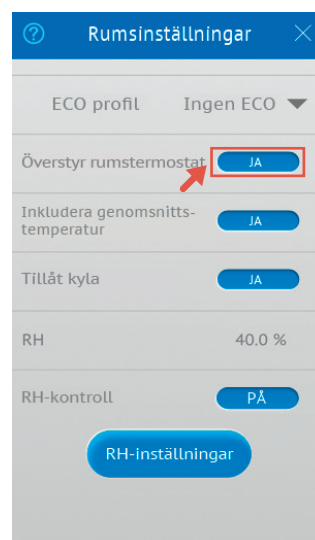 ? Rumsinställningar ×
ECO profil Ingen ECO
Överstyr rumstermostat JA
Inkludera genomsnitts-
temperatur JA
Tillåt kyla JA
RH 40.0 %
RH-kontroll PÅ
RH-inställningar